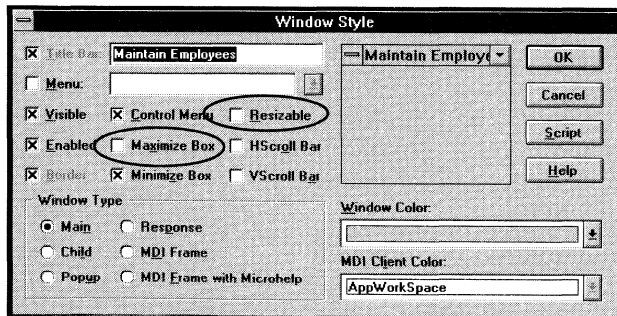 Window Style
Title Bar: Maintain Employees
Maintain Employe
OK
Menu:
Cancel
Visible Control Menu Resizable
Script
Enabled Maximize Box HScroll Bar
Help
Border Minimize Box VScroll Bar
Window Type
Main Response
Child MDI Frame
Popup MDI Frame with Microhelp
Window Color:
MDI Client Color:
AppWorkSpace